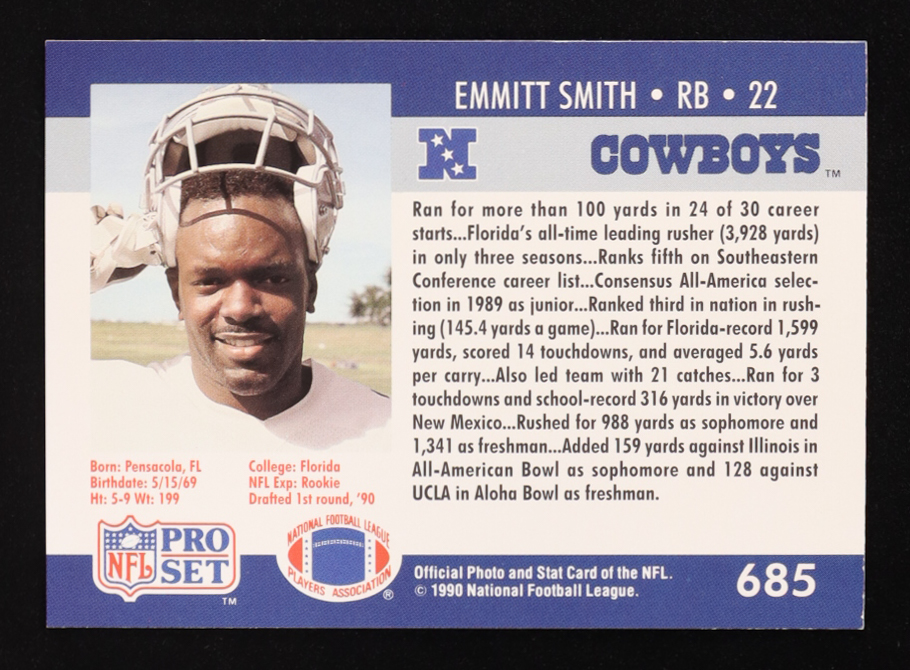 EMMITT SMITH • RB • 22
N
COWBOYS TM
Ran for more than 100 yards in 24 of 30 career
starts...Florida's all-time leading rusher (3,928 yards)
in only three seasons...Ranks fifth on Southeastern
Conference career list...Consensus All-America selec-
tion in 1989 as junior...Ranked third in nation in rush-
ing (145.4 yards a game)...Ran for Florida-record 1,599
yards, scored 14 touchdowns, and averaged 5.6 yards
per carry...Also led team with 21 catches...Ran for 3
touchdowns and school-record 316 yards in victory over
New Mexico...Rushed for 988 yards as sophomore and
1,341 as freshman...Added 159 yards against Illinois in
All-American Bowl as sophomore and 128 against
UCLA in Aloha Bowl as freshman.
Born: Pensacola, FL
Birthdate: 5/15/69
Ht: 5-9 Wt: 199
College: Florida
NFL Exp: Rookie
Drafted 1st round, '90
NFL PRO SET TM
NATIONAL FOOTBALL LEAGUE
PLAYERS ASSOCIATION ®
Official Photo and Stat Card of the NFL.
© 1990 National Football League.
685